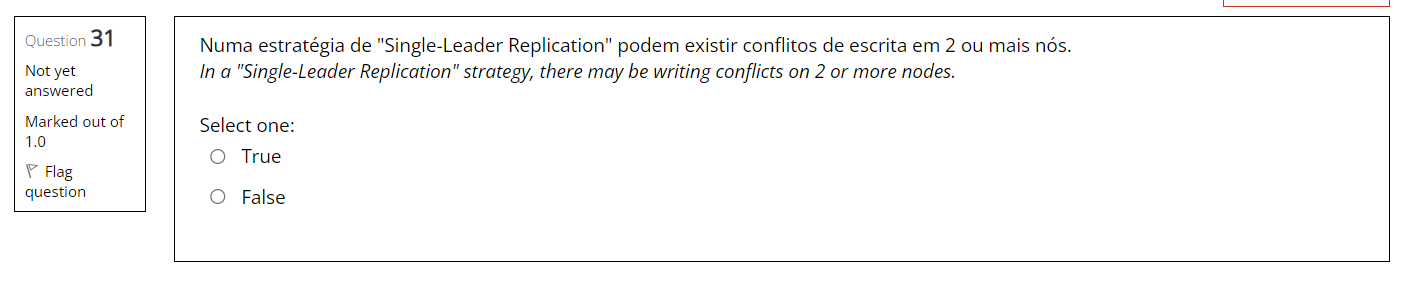 Question 31
Not yet
answered
Marked out of
1.0
Flag
question
Numa estratégia de "Single-Leader Replication" podem existir conflitos de escrita em 2 ou mais nós.
In a "Single-Leader Replication" strategy, there may be writing conflicts on 2 or more nodes.
Select one:
True
False